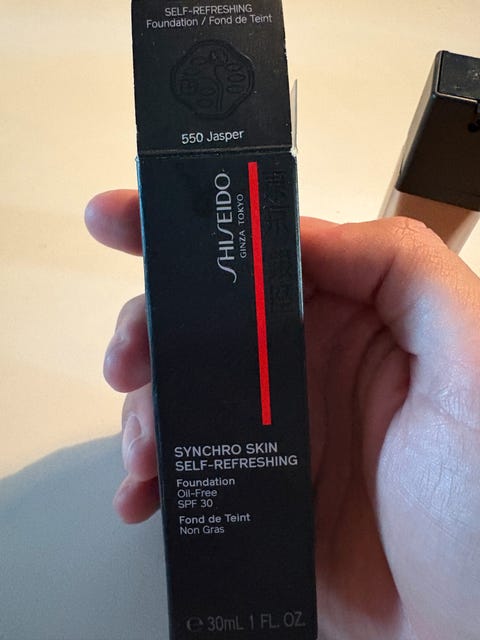 SELF-REFRESHING
Foundation / Fond de Teint
550 Jasper
SHISEIDO
GINZA TOKYO
SYNCHRO SKIN
SELF-REFRESHING
Foundation
Oil-Free
SPF 30
Fond de Teint
Non Gras
℮ 30mL 1 FL. OZ.